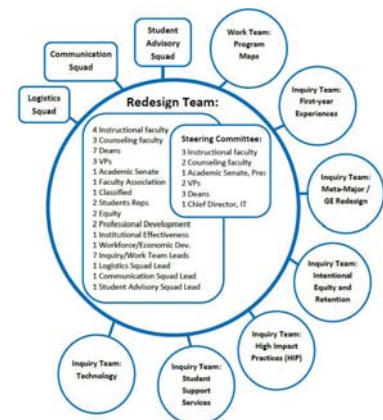 Student
Advisory
Squad
Communication
Squad
Logistics
Squad
Work Team:
Program
Maps
Inquiry Team:
First-year
Experiences
Inquiry Team:
Meta-Major /
GE Redesign
Inquiry Team:
Intentional
Equity and
Retention
Inquiry Team:
High Impact
Practices (HIP)
Inquiry Team:
Student
Support
Services
Inquiry Team:
Technology
Redesign Team:
4 Instructional faculty
3 Counseling faculty
7 Deans
3 VPs
1 Academic Senate
1 Faculty Association
1 Classified
2 Students Reps
2 Equity
2 Professional Development
1 Institutional Effectiveness
1 Workforce/Economic Dev.
7 Inquiry/Work Team Leads
1 Logistics Squad Lead
1 Communication Squad Lead
1 Student Advisory Squad Lead
Steering Committee:
3 Instructional faculty
2 Counseling faculty
1 Academic Senate, Pres
2 VPs
3 Deans
1 Chief Director, IT